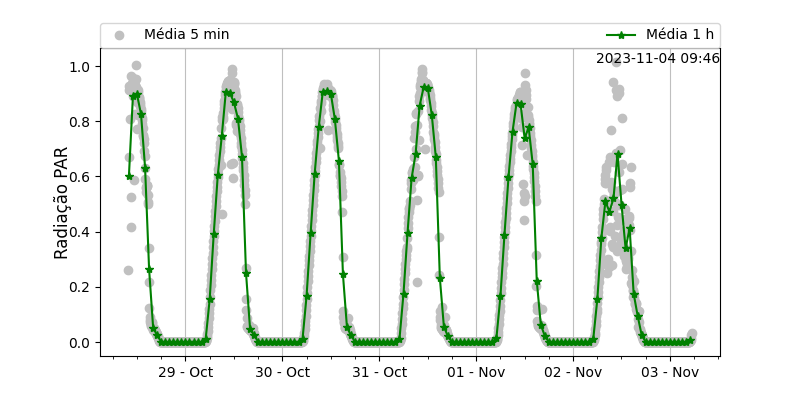 Média 5 min
Média 1 h
2023-11-04 09:46
Radiação PAR
1.0
0.8
0.6
0.4
0.2
0.0
29 - Oct
30 - Oct
31 - Oct
01 - Nov
02 - Nov
03 - Nov